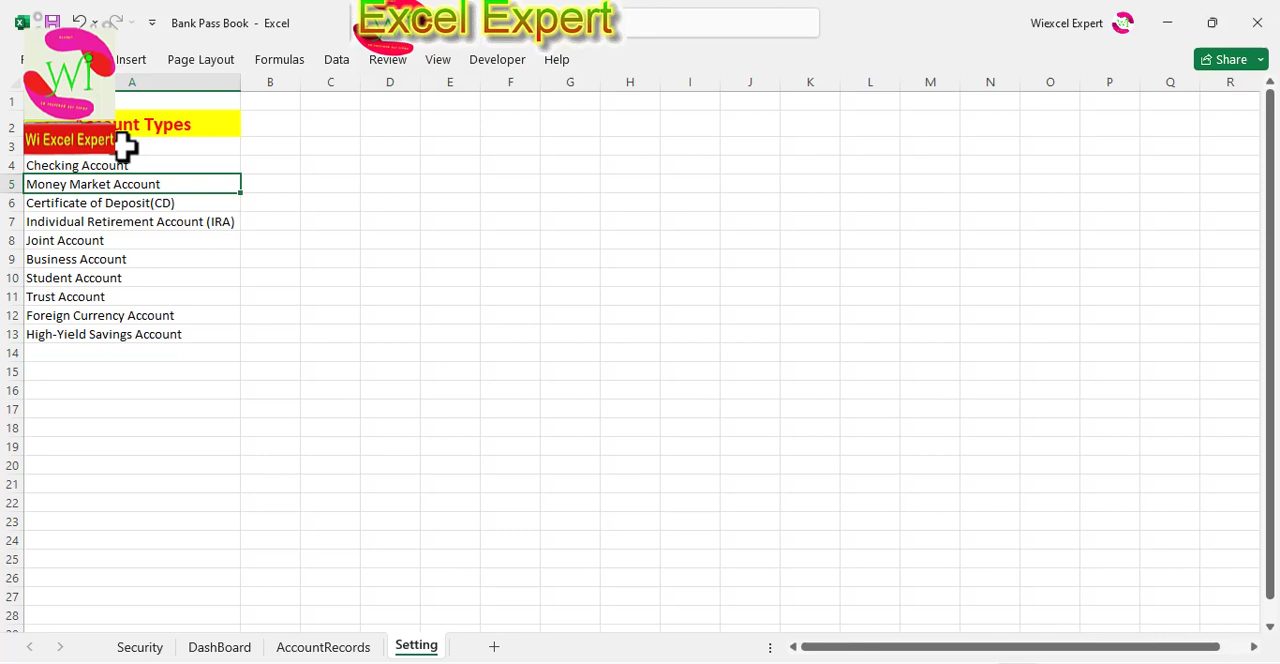 Bank Pass Book - Excel
Excel Expert
Wiexcel Expert
Insert
Page Layout
Formulas
Data
Review
View
Developer
Help
Share
WI
Wi Excel Expert
A B C D E F G H I J K L M N O P Q R
1
2 Account Types
3
4 Checking Account
5 Money Market Account
6 Certificate of Deposit(CD)
7 Individual Retirement Account (IRA)
8 Joint Account
9 Business Account
10 Student Account
11 Trust Account
12 Foreign Currency Account
13 High-Yield Savings Account
14
15
16
17
18
19
20
21
22
23
24
25
26
27
28
Security DashBoard AccountRecords Setting